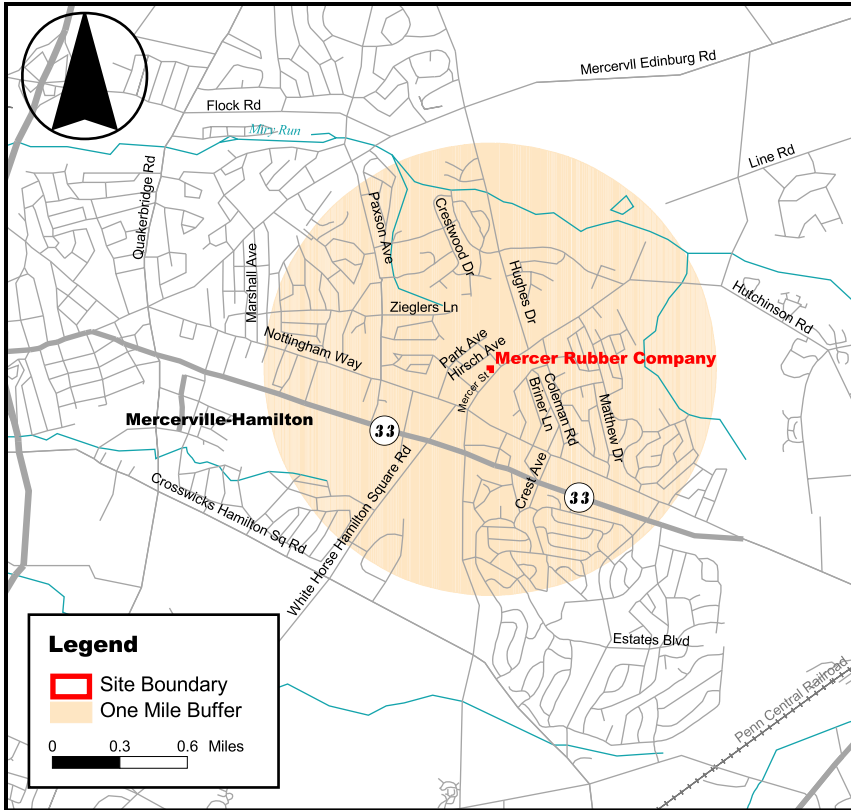 Mercervll Edinburg Rd
Flock Rd
Miry Run
Line Rd
Quakerbridge Rd
Paxson Ave
Crestwood Dr
Marshall Ave
Hughes Dr
Hutchinson Rd
Zieglers Ln
Nottingham Way
Park Ave
Hirsch Ave
Mercer Rubber Company
Mercer St
Coleman Rd
Briner Ln
Matthew Dr
Mercerville-Hamilton
33
Crest Ave
33
Crosswicks Hamilton Sq Rd
White Horse Hamilton Square Rd
Estates Blvd
Penn Central Railroad
Legend
Site Boundary
One Mile Buffer
0 0.3 0.6 Miles